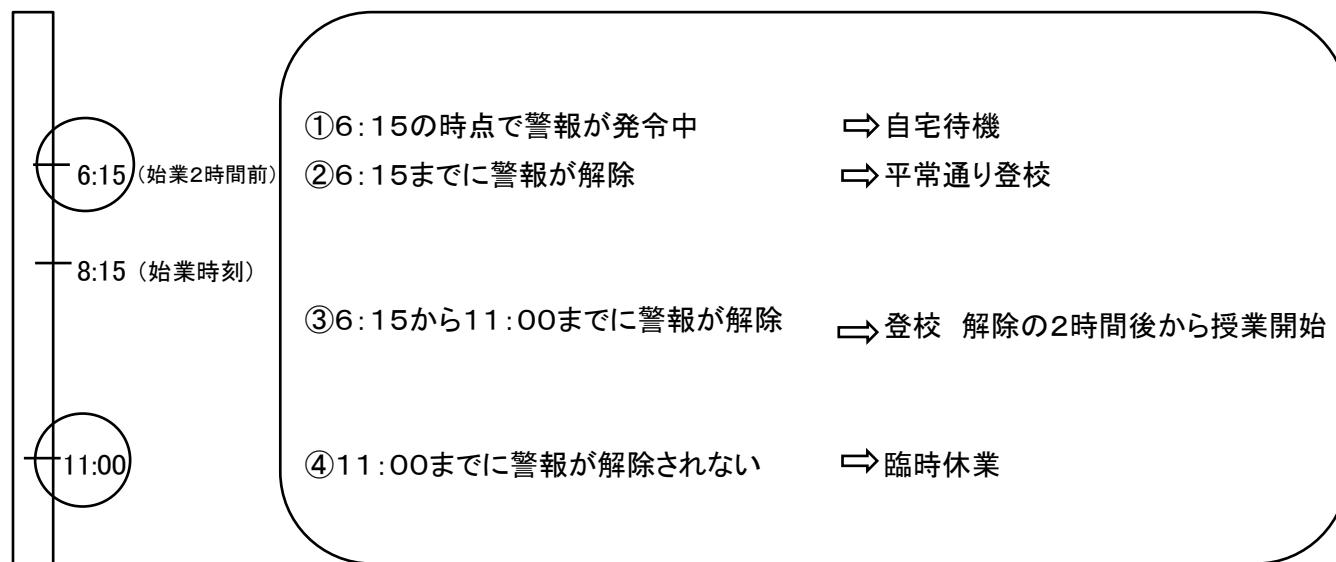 ①6:15の時点で警報が発令中 ⇨自宅待機
6:15(始業2時間前) ②6:15までに警報が解除 ⇨平常通り登校
8:15(始業時刻)
③6:15から11:00までに警報が解除 ⇨登校 解除の2時間後から授業開始
11:00 ④11:00までに警報が解除されない ⇨臨時休業